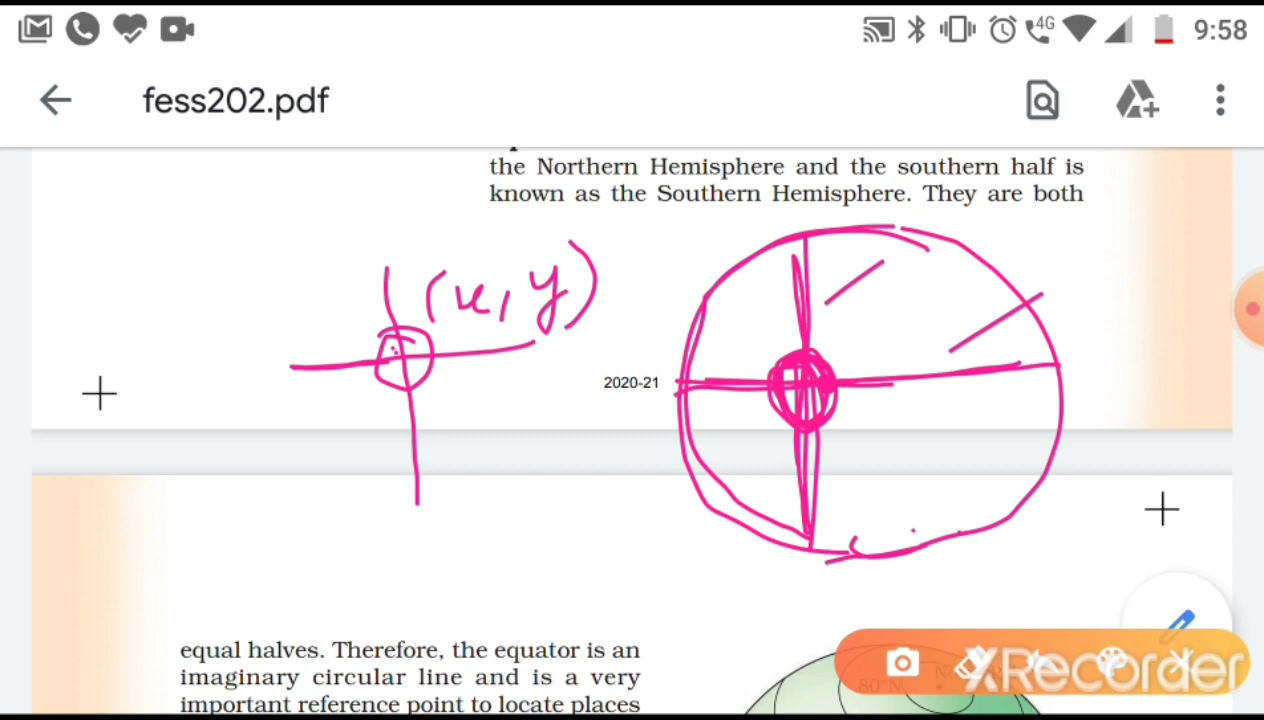 4G 9:58
fess202.pdf
the Northern Hemisphere and the southern half is
known as the Southern Hemisphere. They are both
(x, y)
2020-21
equal halves. Therefore, the equator is an
imaginary circular line and is a very
important reference point to locate places
80°N
XRecorder